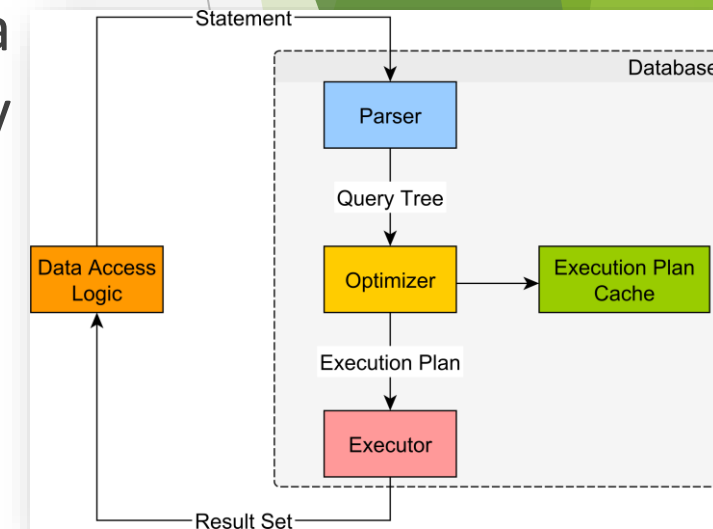 a
y
Statement
Database
Parser
Query Tree
Data Access
Logic
Optimizer
Execution Plan
Cache
Execution Plan
Executor
Result Set